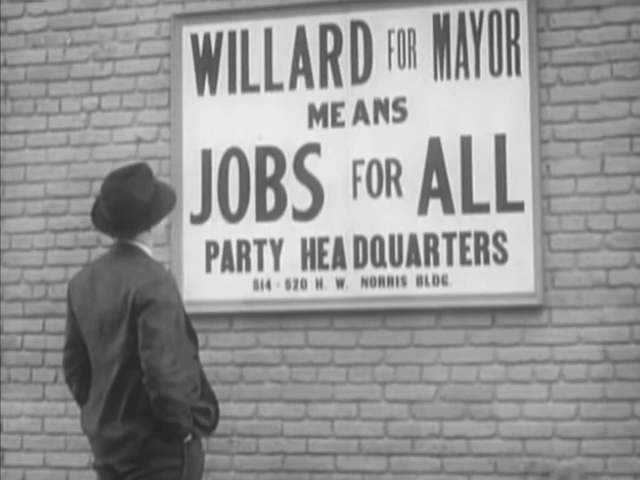 WILLARD FOR MAYOR
MEANS
JOBS FOR ALL
PARTY HEADQUARTERS
514 - 520 H. W. NORRIS BLDG.